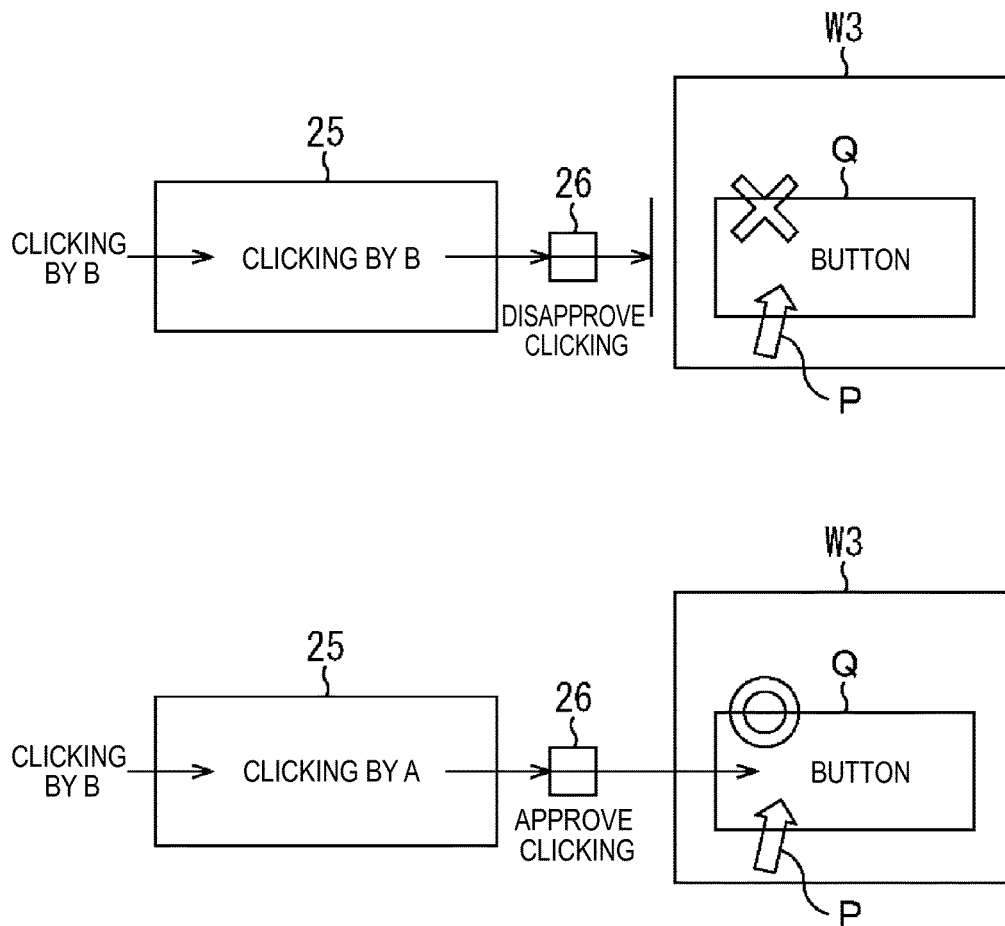 W3
25
26
Q
CLICKING
BY B
CLICKING BY B
BUTTON
DISAPPROVE
CLICKING
P
W3
25
26
Q
CLICKING
BY B
CLICKING BY A
BUTTON
APPROVE
CLICKING
P